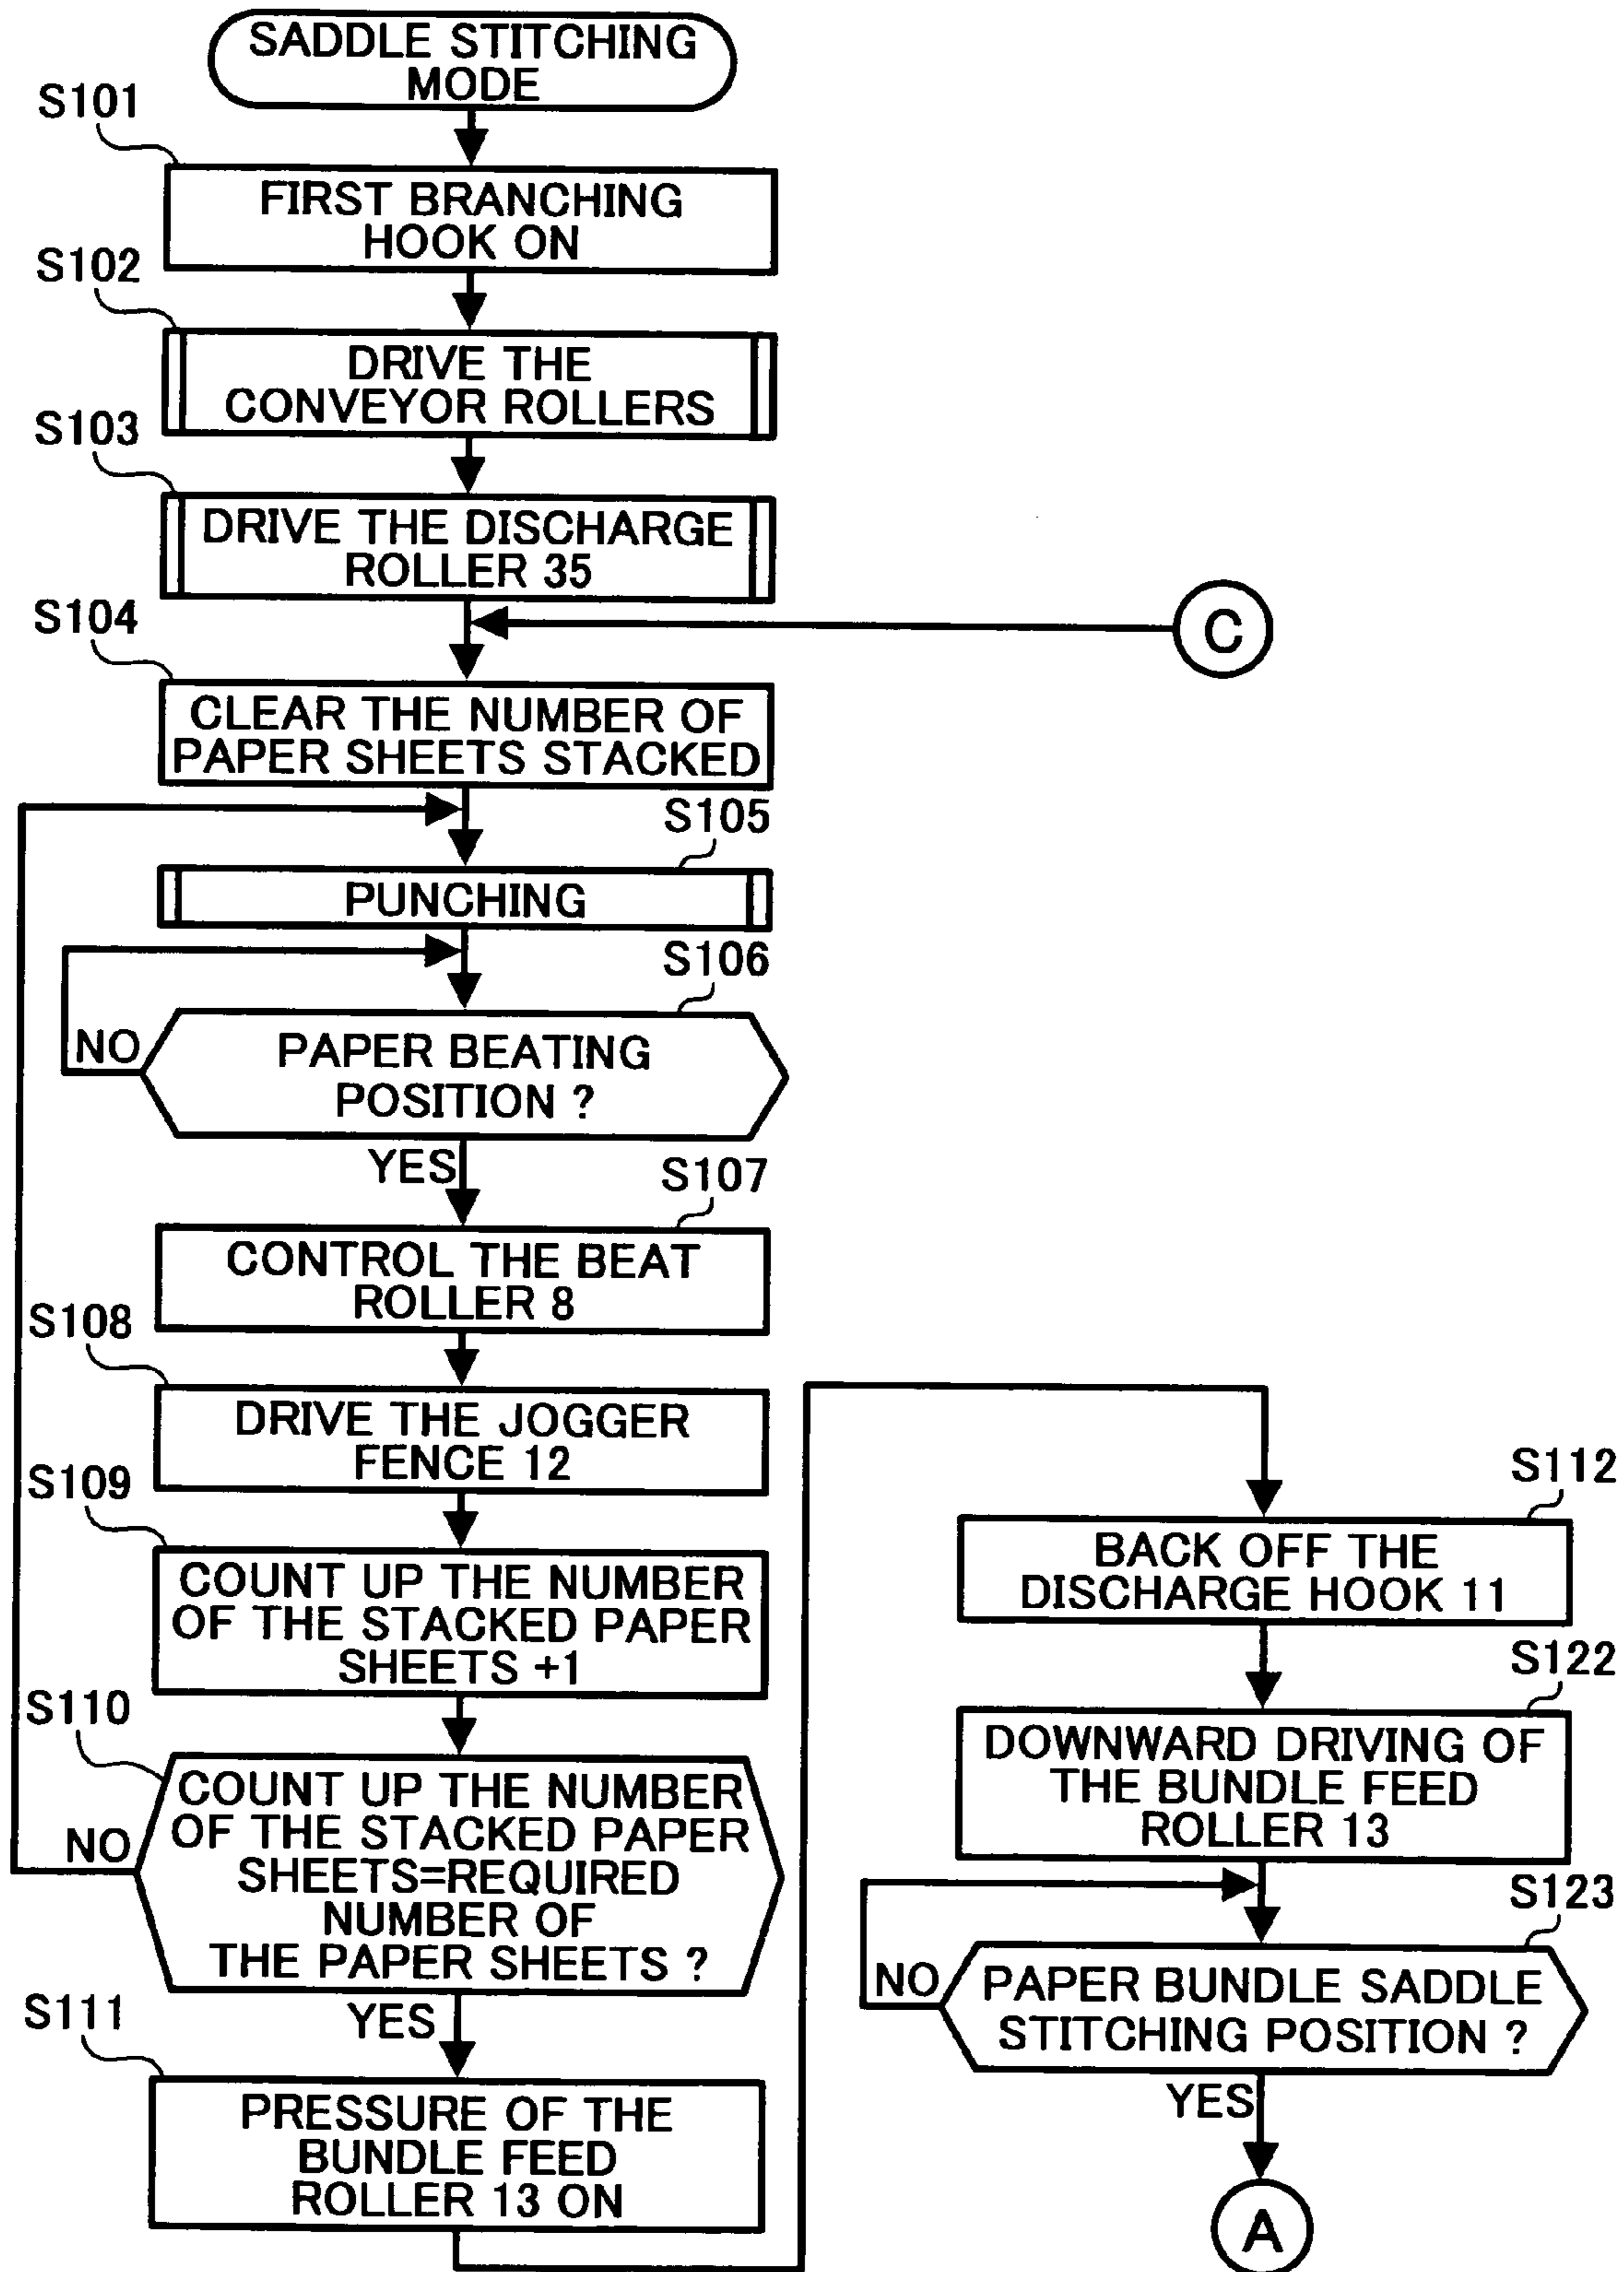 SADDLE STITCHING
MODE
S101
FIRST BRANCHING
HOOK ON
S102
DRIVE THE
CONVEYOR ROLLERS
S103
DRIVE THE DISCHARGE
ROLLER 35
C
S104
CLEAR THE NUMBER OF
PAPER SHEETS STACKED
S105
PUNCHING
S106
NO
PAPER BEATING
POSITION ?
YES
S107
CONTROL THE BEAT
ROLLER 8
S108
DRIVE THE JOGGER
FENCE 12
S109
COUNT UP THE NUMBER
OF THE STACKED PAPER
SHEETS +1
S110
NO
COUNT UP THE NUMBER
OF THE STACKED PAPER
SHEETS=REQUIRED
NUMBER OF
THE PAPER SHEETS ?
YES
S111
PRESSURE OF THE
BUNDLE FEED
ROLLER 13 ON
S112
BACK OFF THE
DISCHARGE HOOK 11
S122
DOWNWARD DRIVING OF
THE BUNDLE FEED
ROLLER 13
S123
NO
PAPER BUNDLE SADDLE
STITCHING POSITION ?
YES
A